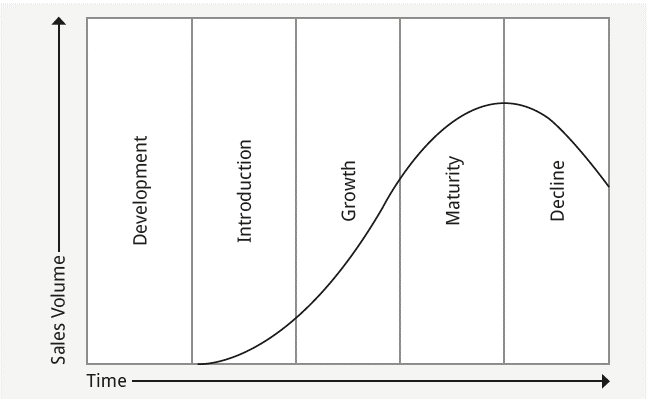 Sales Volume
Development
Introduction
Growth
Maturity
Decline
Time